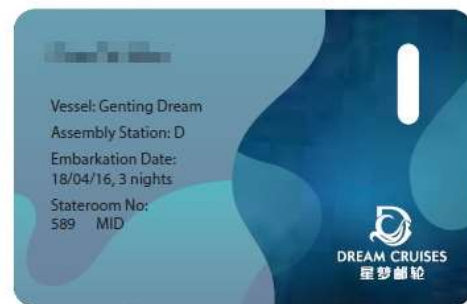 Vessel: Genting Dream
Assembly Station: D
Embarkation Date:
18/04/16, 3 nights
Stateroom No:
589 MID
DREAM CRUISES
星梦邮轮